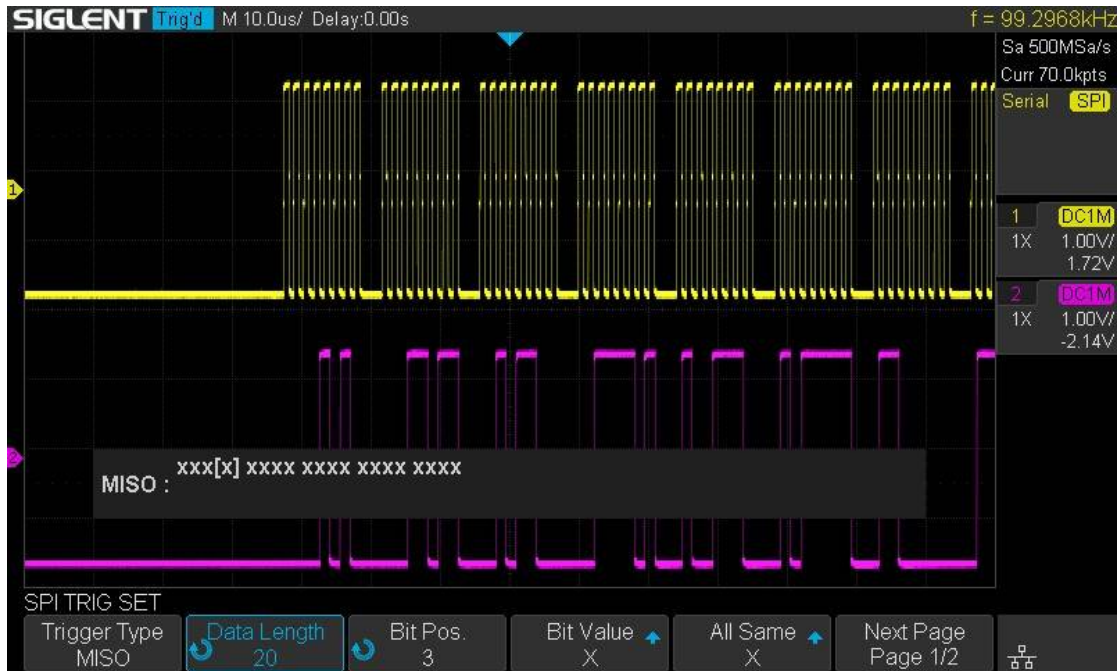 SIGLENT Trig'd M 10.0us/ Delay:0.00s f = 99.2968kHz
Sa 500MSa/s
Curr 70.0kpts
Serial SPI
1 DC1M
1X 1.00V/
1.72V
2 DC1M
1X 1.00V/
-2.14V
1
2
xxx[x] xxxx xxxx xxxx xxxx
MISO :
SPI TRIG SET
Trigger Type Data Length Bit Pos. Bit Value All Same Next Page
MISO 20 3 X X Page 1/2